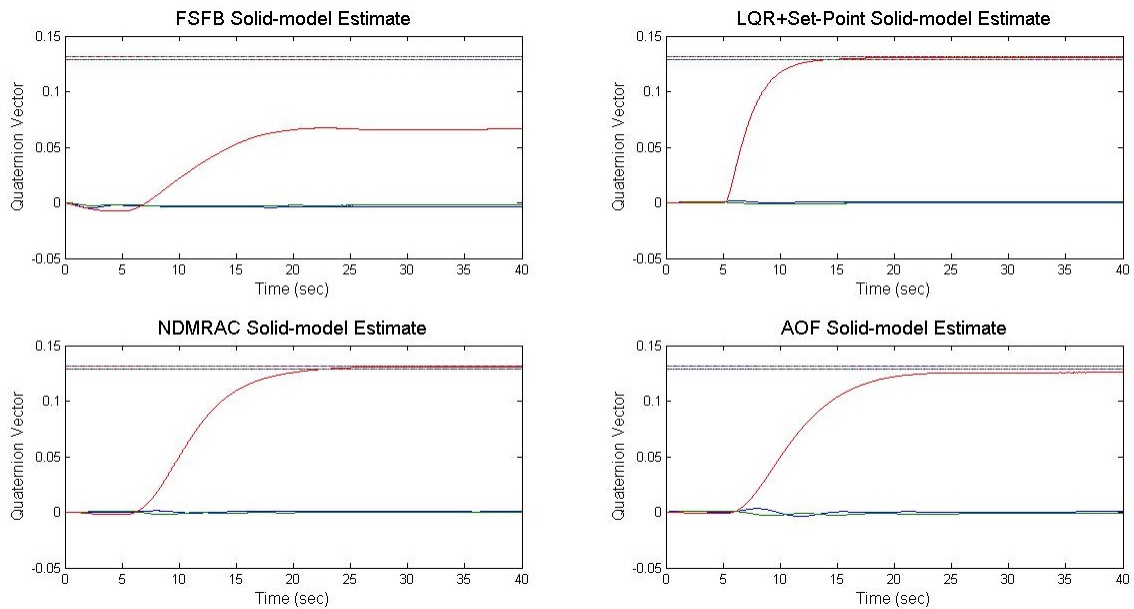 FSFB Solid-model Estimate
Quaternion Vector
0.15
0.1
0.05
0
-0.05
0 5 10 15 20 25 30 35 40
Time (sec)
LQR+Set-Point Solid-model Estimate
Quaternion Vector
0.15
0.1
0.05
0
-0.05
0 5 10 15 20 25 30 35 40
Time (sec)
NDMRAC Solid-model Estimate
Quaternion Vector
0.15
0.1
0.05
0
-0.05
0 5 10 15 20 25 30 35 40
Time (sec)
AOF Solid-model Estimate
Quaternion Vector
0.15
0.1
0.05
0
-0.05
0 5 10 15 20 25 30 35 40
Time (sec)